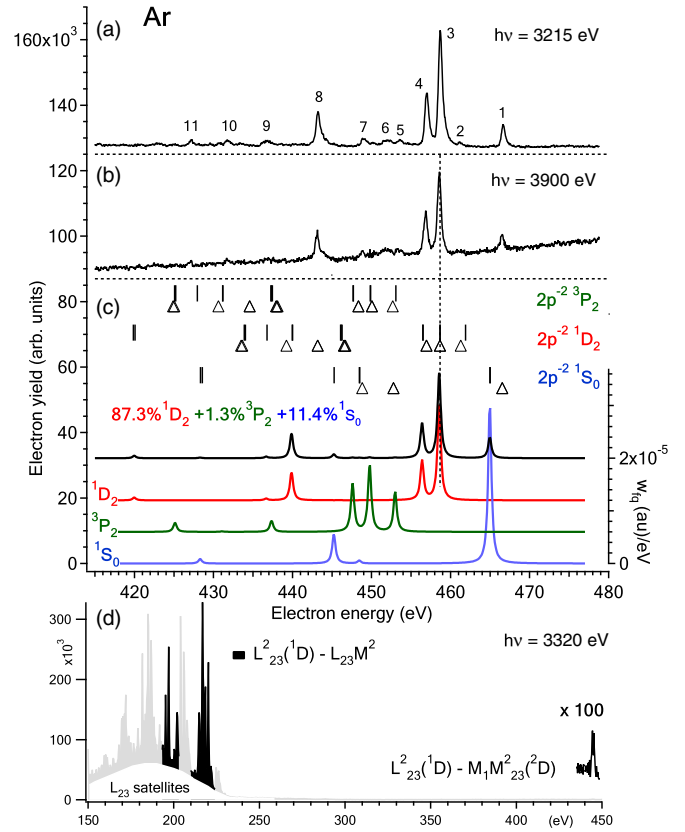 (a) Ar hν = 3215 eV
160x10³
140
1 2 3 4 5 6 7 8 9 10 11
(b) hν = 3900 eV
120
100
(c)
80
60
40
20
0
Electron yield (arb. units)
2p⁻² ³P₂
2p⁻² ¹D₂
2p⁻² ¹S₀
87.3%¹D₂ +1.3%³P₂ +11.4%¹S₀
¹D₂
³P₂
¹S₀
2x10⁻⁵
0
w_fq (au)/eV
420 430 440 450 460 470 480
Electron energy (eV)
(d) hν = 3320 eV
300
200
100
0
x10³
L²₂₃(¹D) - L₂₃M²
x 100
L²₂₃(¹D) - M₁M²₂₃(²D)
L₂₃ satellites
150 200 250 300 350 400 (eV) 450